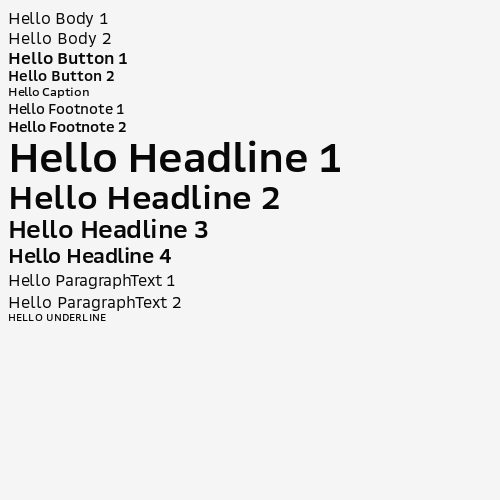 Hello Body 1
Hello Body 2
Hello Button 1
Hello Button 2
Hello Caption
Hello Footnote 1
Hello Footnote 2
Hello Headline 1
Hello Headline 2
Hello Headline 3
Hello Headline 4
Hello ParagraphText 1
Hello ParagraphText 2
HELLO UNDERLINE